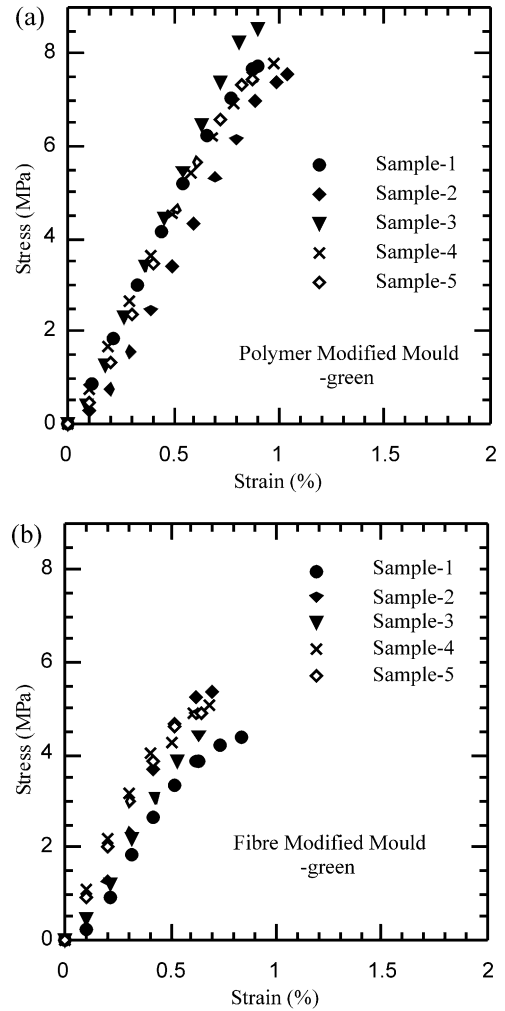 (a)
8
6
4
2
0
Stress (MPa)
Sample-1
Sample-2
Sample-3
Sample-4
Sample-5
Polymer Modified Mould
-green
0 0.5 1 1.5 2
Strain (%)
(b)
8
6
4
2
0
Stress (MPa)
Sample-1
Sample-2
Sample-3
Sample-4
Sample-5
Fibre Modified Mould
-green
0 0.5 1 1.5 2
Strain (%)